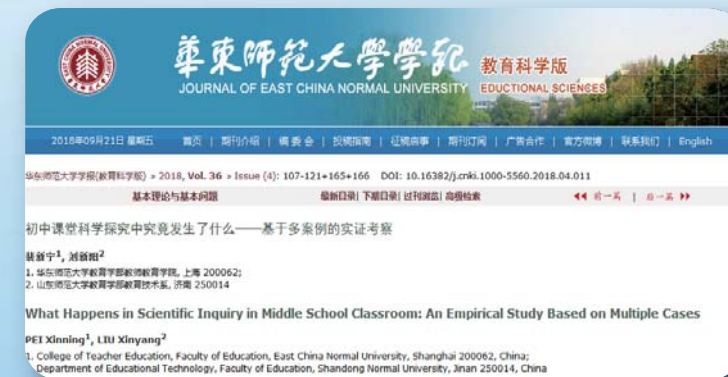 華東師範大學學報 教育科学版
JOURNAL OF EAST CHINA NORMAL UNIVERSITY EDUCTIONAL SCIENCES
2018年09月21日 星期五 首页 | 期刊介绍 | 编委会 | 投稿指南 | 征稿启事 | 期刊订阅 | 广告合作 | 官方微博 | 联系我们 | English
华东师范大学学报(教育科学版) » 2018, Vol. 36 » Issue (4): 107-121+165+166 DOI: 10.16382/j.cnki.1000-5560.2018.04.011
基本理论与基本问题 最新目录| 下期目录| 过刊浏览| 高级检索 前一篇 | 后一篇
初中课堂科学探究中究竟发生了什么——基于多案例的实证考察
裴新宁1, 刘新阳2
1. 华东师范大学教育学部教师教育学院, 上海 200062;
2. 山东师范大学教育学部教育技术系, 济南 250014
What Happens in Scientific Inquiry in Middle School Classroom: An Empirical Study Based on Multiple Cases
PEI Xinning1, LIU Xinyang2
1. College of Teacher Education, Faculty of Education, East China Normal University, Shanghai 200062, China;
Department of Educational Technology, Faculty of Education, Shandong Normal University, Jinan 250014, China